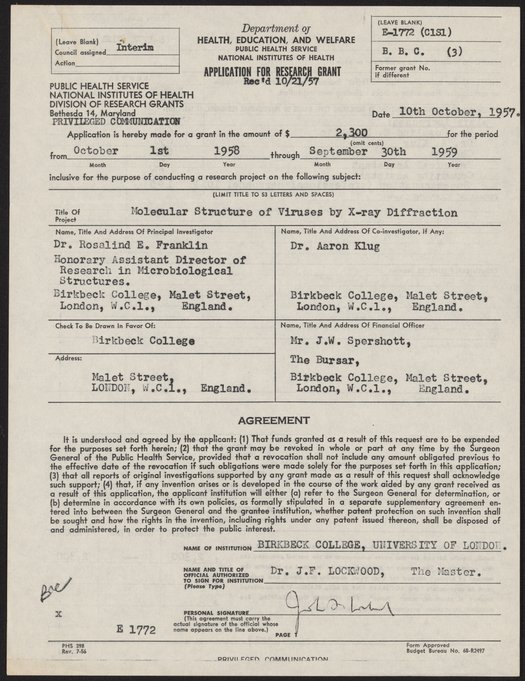 (Leave Blank)
Council assigned Interim
Action
Department of
HEALTH, EDUCATION, AND WELFARE
PUBLIC HEALTH SERVICE
NATIONAL INSTITUTES OF HEALTH
APPLICATION FOR RESEARCH GRANT
Rec'd 10/21/57
(LEAVE BLANK)
E-1772 (C1S1)
B. B. C. (3)
Former grant No.
if different
PUBLIC HEALTH SERVICE
NATIONAL INSTITUTES OF HEALTH
DIVISION OF RESEARCH GRANTS
Bethesda 14, Maryland
PRIVILEGED COMMUNICATION
Date 10th October, 1957.
Application is hereby made for a grant in the amount of $ 2,300 for the period
(omit cents)
from October 1st 1958 through September 30th 1959
Month Day Year Month Day Year
inclusive for the purpose of conducting a research project on the following subject:
(LIMIT TITLE TO 53 LETTERS AND SPACES)
Title Of
Project
Molecular Structure of Viruses by X-ray Diffraction
Name, Title And Address Of Principal Investigator
Dr. Rosalind E. Franklin
Honorary Assistant Director of
Research in Microbiological
Structures.
Birkbeck College, Malet Street,
London, W.C.1., England.
Name, Title And Address Of Co-investigator, If Any:
Dr. Aaron Klug
Birkbeck College, Malet Street,
London, W.C.1., England.
Check To Be Drawn In Favor Of:
Birkbeck College
Address:
Malet Street,
LONDON, W.C.1., England.
Name, Title And Address Of Financial Officer
Mr. J.W. Spershott,
The Bursar,
Birkbeck College, Malet Street,
London, W.C.1., England.
AGREEMENT
It is understood and agreed by the applicant: (1) That funds granted as a result of this request are to be expended
for the purposes set forth herein; (2) that the grant may be revoked in whole or part at any time by the Surgeon
General of the Public Health Service, provided that a revocation shall not include any amount obligated previous to
the effective date of the revocation if such obligations were made solely for the purposes set forth in this application;
(3) that all reports of original investigations supported by any grant made as a result of this request shall acknowledge
such support; (4) that, if any invention arises or is developed in the course of the work aided by any grant received as
a result of this application, the applicant institution will either (a) refer to the Surgeon General for determination, or
(b) determine in accordance with its own policies, as formally stipulated in a separate supplementary agreement en-
tered into between the Surgeon General and the grantee institution, whether patent protection on such invention shall
be sought and how the rights in the invention, including rights under any patent issued thereon, shall be disposed of
and administered, in order to protect the public interest.
NAME OF INSTITUTION BIRKBECK COLLEGE, UNIVERSITY OF LONDON.
NAME AND TITLE OF
OFFICIAL AUTHORIZED
TO SIGN FOR INSTITUTION
(Please Type)
Dr. J.F. LOCKWOOD, The Master.
X
E 1772
PERSONAL SIGNATURE
(This agreement must carry the
actual signature of the official whose
name appears on the line above.)
PAGE 1
PHS 398
Rev. 7-56
Form Approved
Budget Bureau No. 68-R2497
PRIVILEGED COMMUNICATION